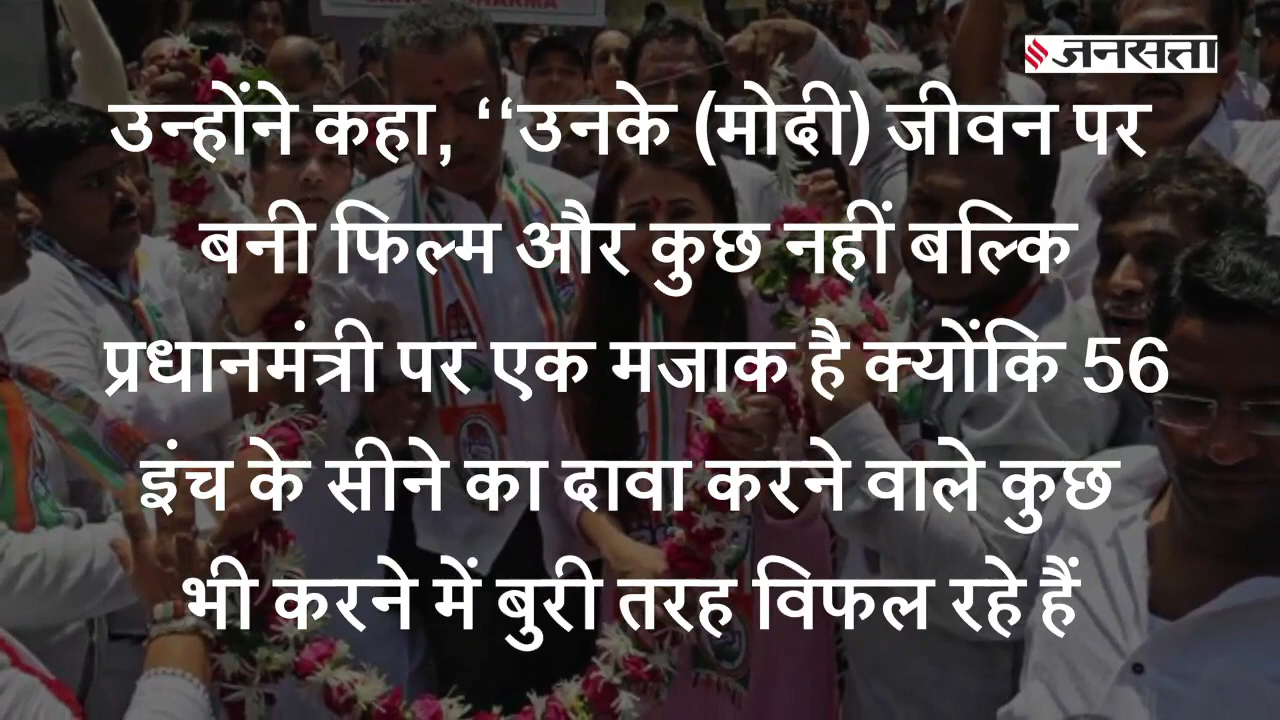 SHARMA
जनसत्ता
उन्होंने कहा, ‘‘उनके (मोदी) जीवन पर
बनी फिल्म और कुछ नहीं बल्कि
प्रधानमंत्री पर एक मजाक है क्योंकि 56
इंच के सीने का दावा करने वाले कुछ
भी करने में बुरी तरह विफल रहे हैं